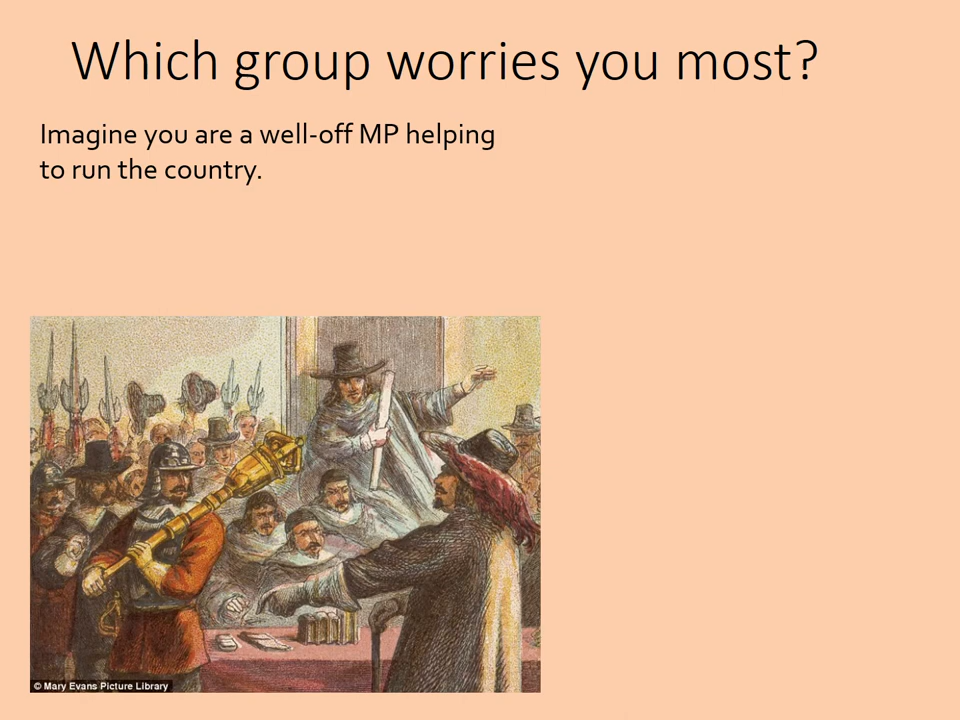 Which group worries you most?
Imagine you are a well-off MP helping
to run the country.
© Mary Evans Picture Library